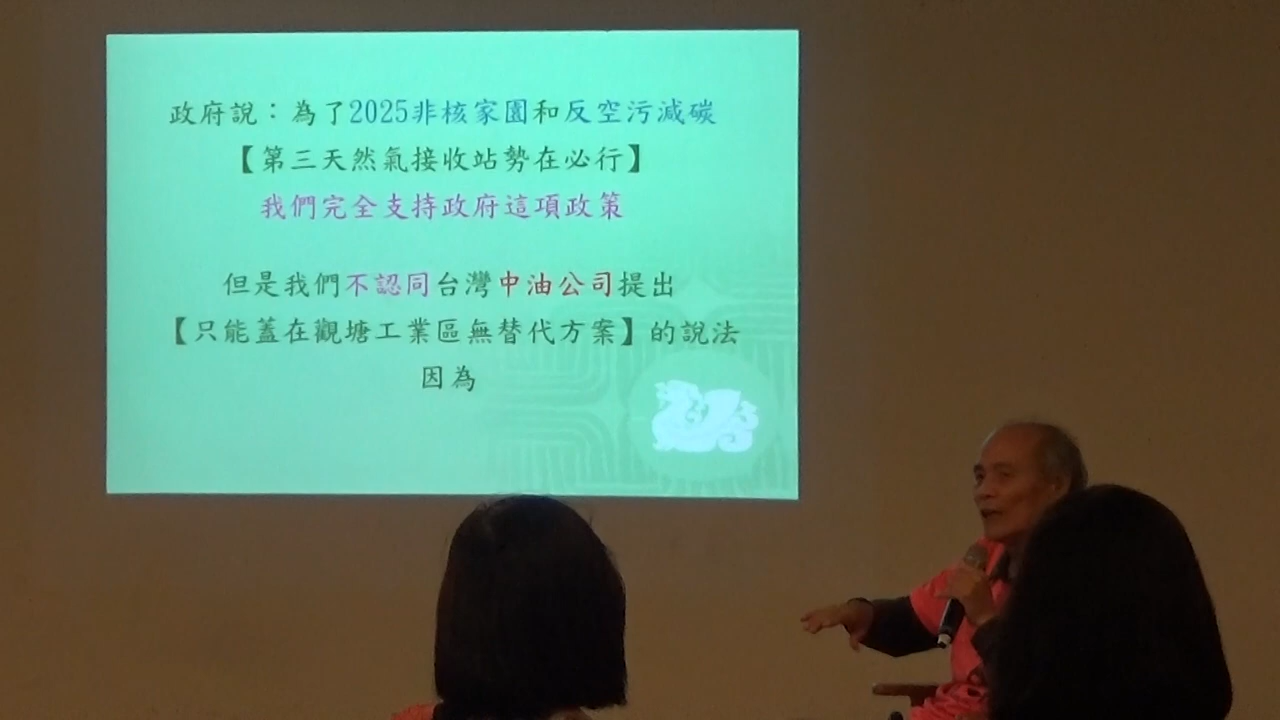 政府說：為了2025非核家園和反空污減碳
【第三天然氣接收站勢在必行】
我們完全支持政府這項政策
但是我們不認同台灣中油公司提出
【只能蓋在觀塘工業區無替代方案】的說法
因為